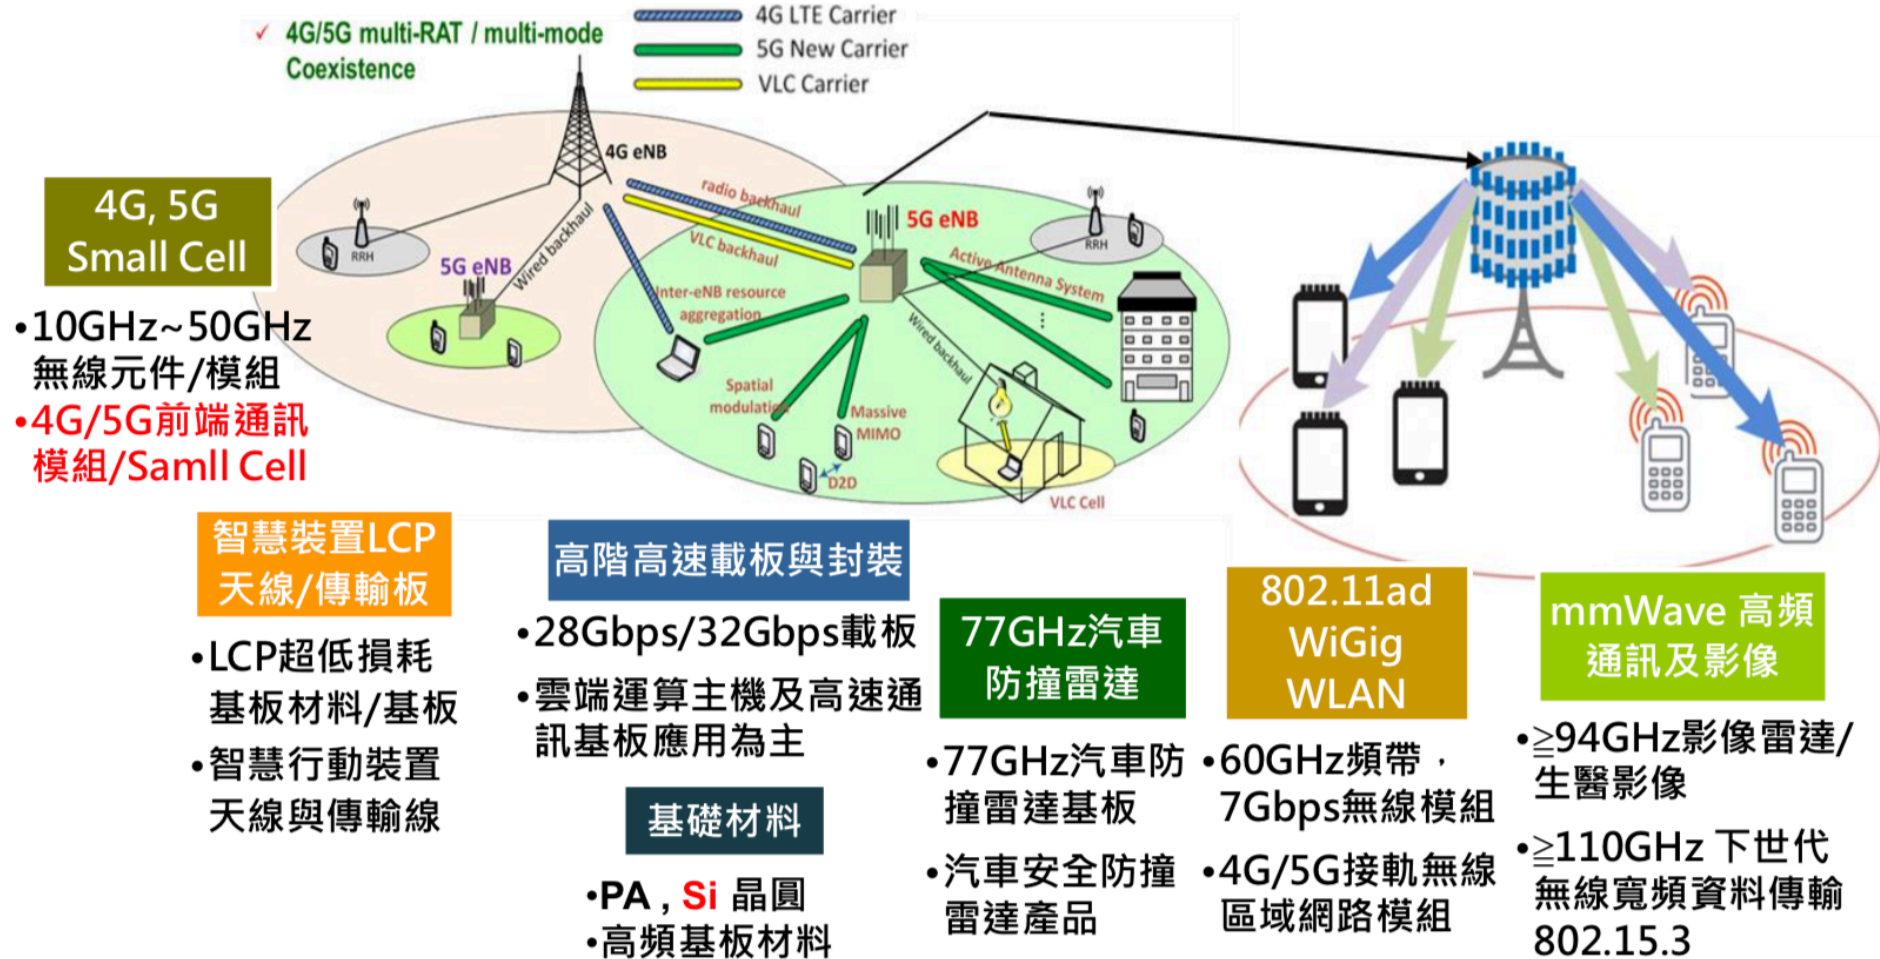 ✓ 4G/5G multi-RAT / multi-mode
Coexistence
4G LTE Carrier
5G New Carrier
VLC Carrier
4G eNB
radio backhaul
VLC backhaul
Wired backhaul
RRH
5G eNB
5G eNB
Inter-eNB resource
aggregation
Active Antenna System
RRH
Wired backhaul
Spatial
modulation
Massive
MIMO
D2D
VLC Cell
4G, 5G
Small Cell
•10GHz~50GHz
無線元件/模組
•4G/5G前端通訊
模組/Samll Cell
智慧裝置LCP
天線/傳輸板
•LCP超低損耗
基板材料/基板
•智慧行動裝置
天線與傳輸線
高階高速載板與封裝
•28Gbps/32Gbps載板
•雲端運算主機及高速通
訊基板應用為主
基礎材料
•PA , Si 晶圓
•高頻基板材料
77GHz汽車
防撞雷達
•77GHz汽車防
撞雷達基板
•汽車安全防撞
雷達產品
802.11ad
WiGig
WLAN
•60GHz頻帶，
7Gbps無線模組
•4G/5G接軌無線
區域網路模組
mmWave 高頻
通訊及影像
•≧94GHz影像雷達/
生醫影像
•≧110GHz 下世代
無線寬頻資料傳輸
802.15.3